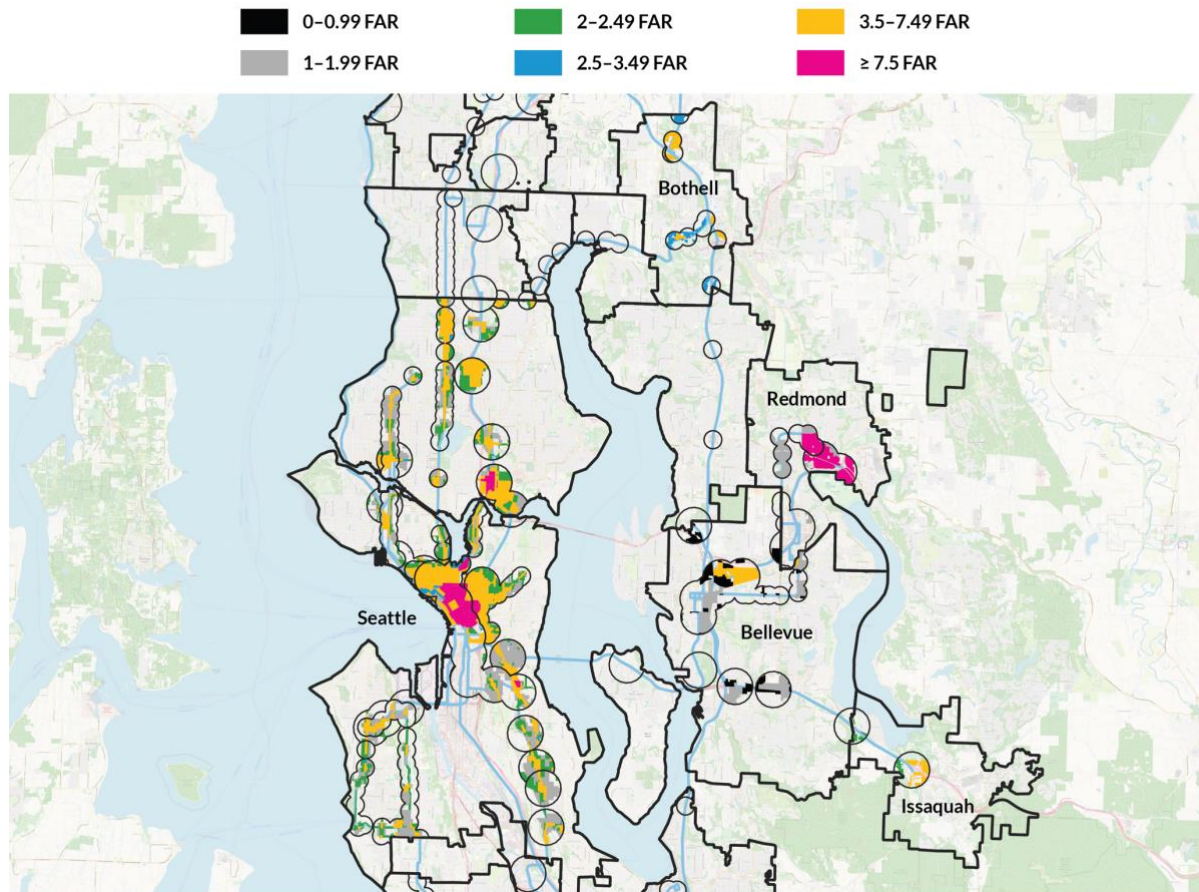 0–0.99 FAR
2–2.49 FAR
3.5–7.49 FAR
1–1.99 FAR
2.5–3.49 FAR
≥ 7.5 FAR
Bothell
Redmond
Seattle
Bellevue
Issaquah